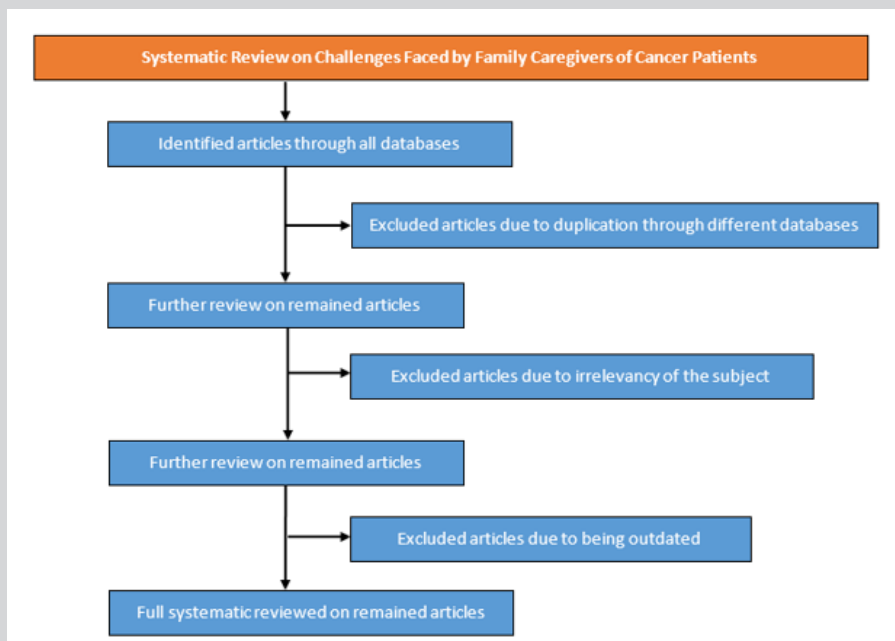 Systematic Review on Challenges Faced by Family Caregivers of Cancer Patients
Identified articles through all databases
Excluded articles due to duplication through different databases
Further review on remained articles
Excluded articles due to irrelevancy of the subject
Further review on remained articles
Excluded articles due to being outdated
Full systematic reviewed on remained articles